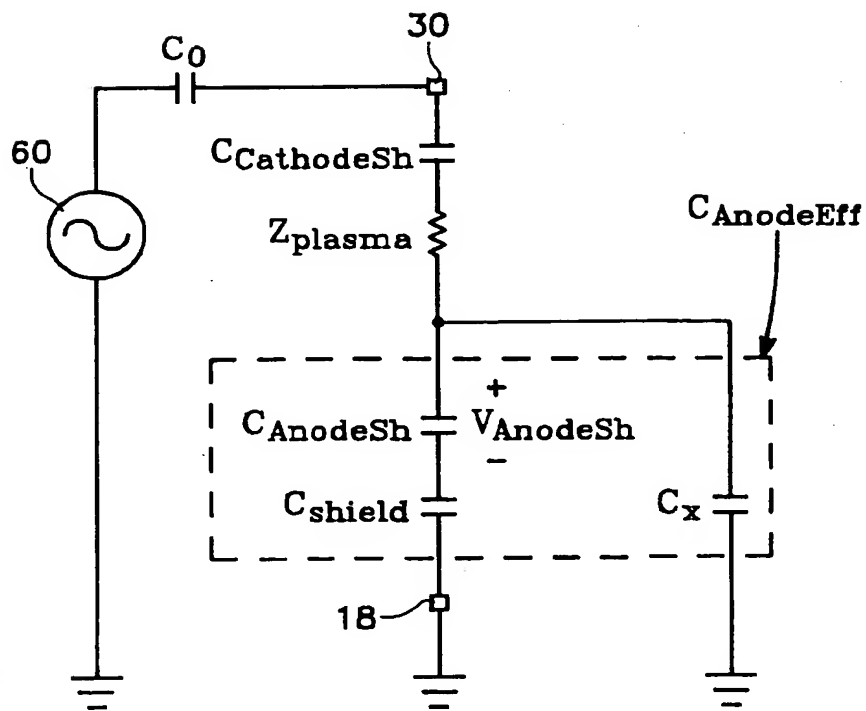 30
C0
60
CCathodeSh
Zplasma
CAnodeEff
+
CAnodeSh
VAnodeSh
−
Cshield
Cx
18